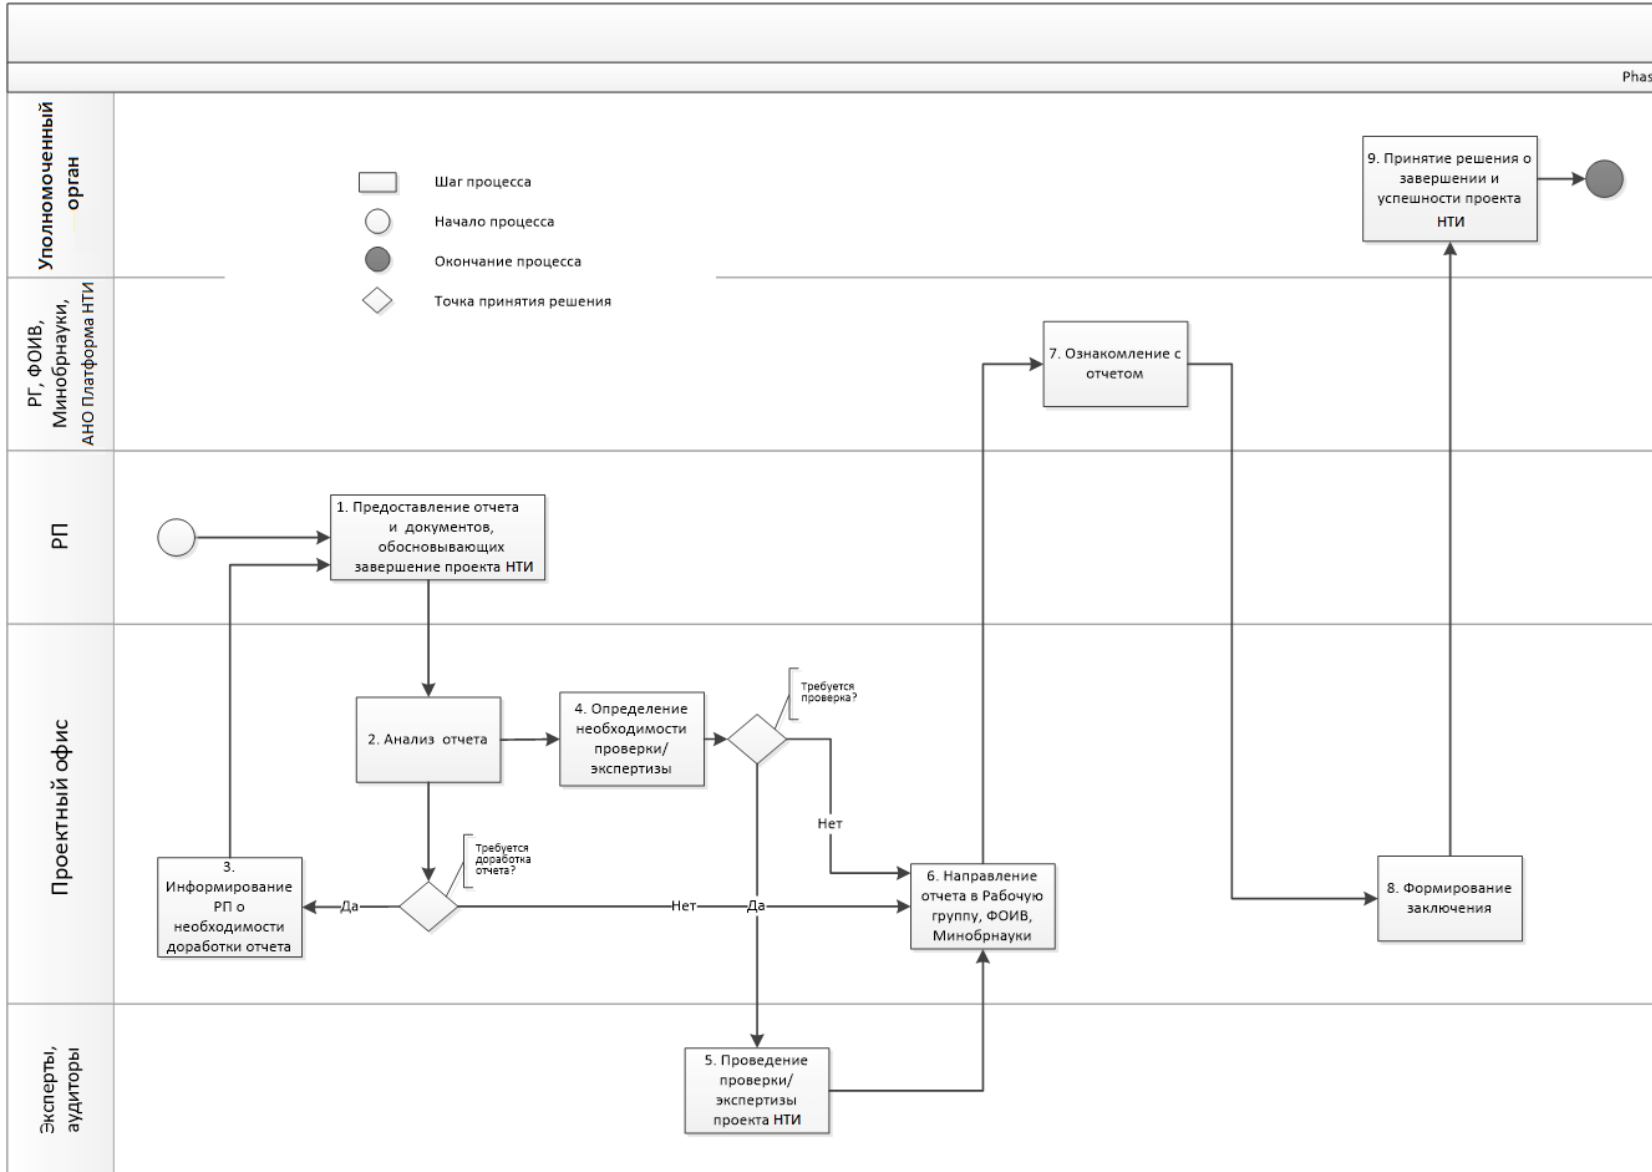 Phas
Уполномоченный
орган
Шаг процесса
Начало процесса
Окончание процесса
Точка принятия решения
9. Принятие решения о
завершении и
успешности проекта
НТИ
РГ, ФОИВ,
Минобрнауки,
АНО Платформа НТИ
7. Ознакомление с
отчетом
РП
1. Предоставление отчета
и документов,
обосновывающих
завершение проекта НТИ
Проектный офис
2. Анализ отчета
4. Определение
необходимости
проверки/
экспертизы
Требуется
проверка?
Нет
Требуется
доработка
отчета?
3.
Информирование
РП о
необходимости
доработки отчета
Да
Нет
Да
6. Направление
отчета в Рабочую
группу, ФОИВ,
Минобрнауки
8. Формирование
заключения
Эксперты,
аудиторы
5. Проведение
проверки/
экспертизы
проекта НТИ